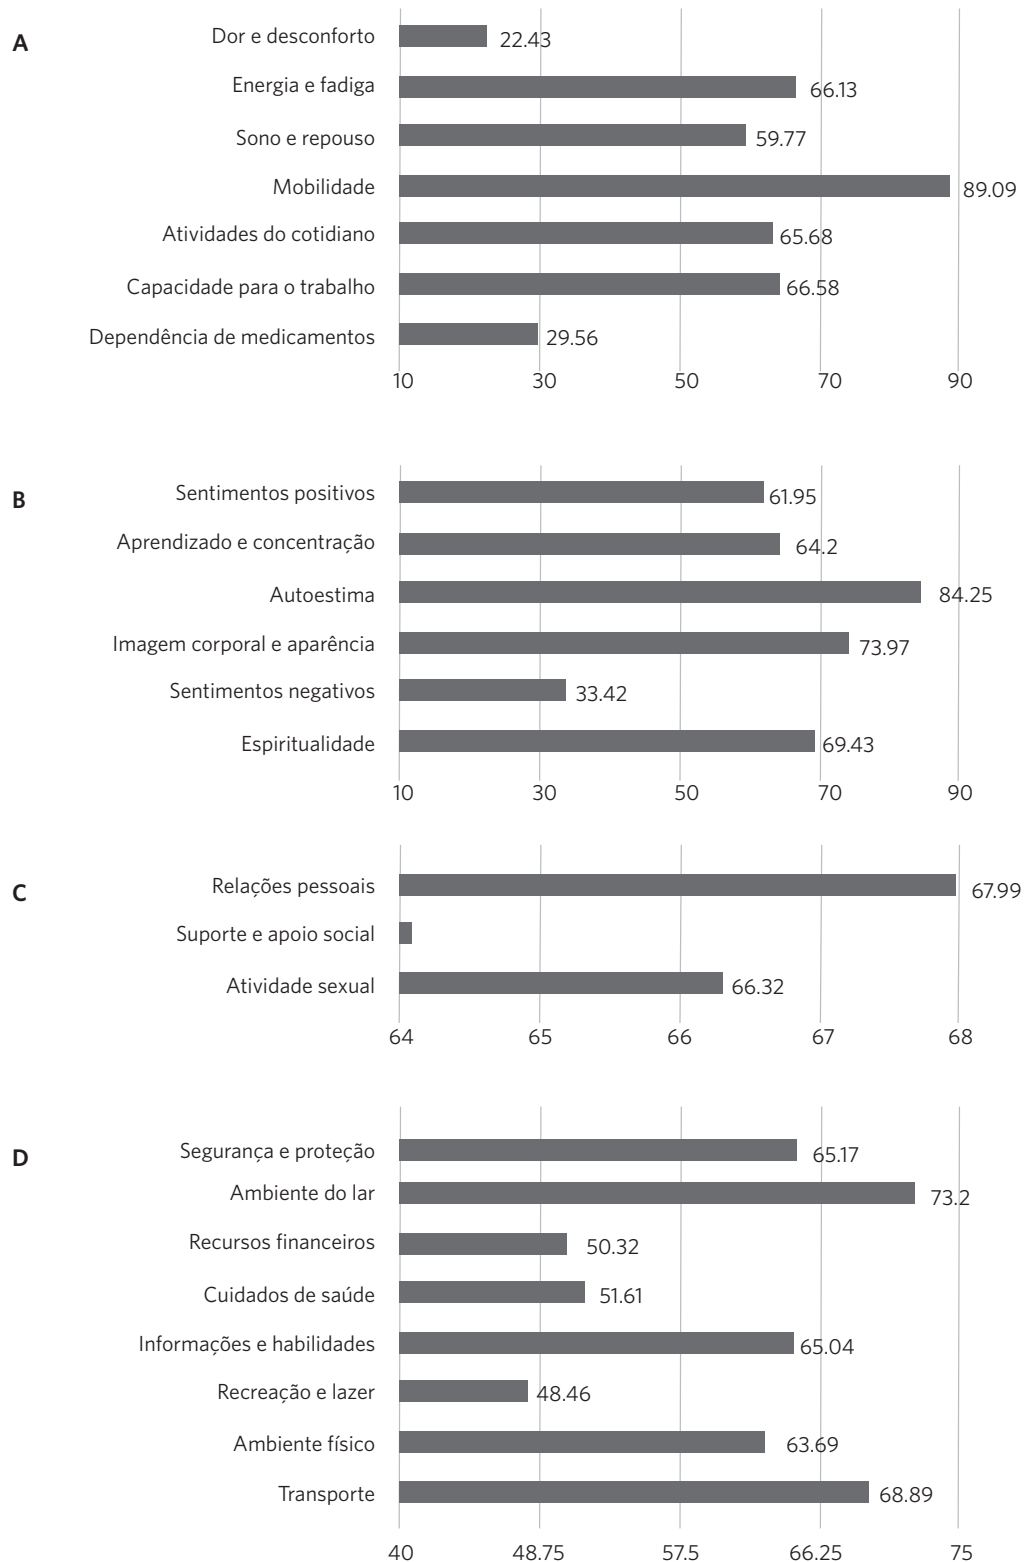 A
Dor e desconforto 22.43
Energia e fadiga 66.13
Sono e repouso 59.77
Mobilidade 89.09
Atividades do cotidiano 65.68
Capacidade para o trabalho 66.58
Dependência de medicamentos 29.56
10 30 50 70 90
B
Sentimentos positivos 61.95
Aprendizado e concentração 64.2
Autoestima 84.25
Imagem corporal e aparência 73.97
Sentimentos negativos 33.42
Espiritualidade 69.43
10 30 50 70 90
C
Relações pessoais 67.99
Suporte e apoio social
Atividade sexual 66.32
64 65 66 67 68
D
Segurança e proteção 65.17
Ambiente do lar 73.2
Recursos financeiros 50.32
Cuidados de saúde 51.61
Informações e habilidades 65.04
Recreação e lazer 48.46
Ambiente físico 63.69
Transporte 68.89
40 48.75 57.5 66.25 75